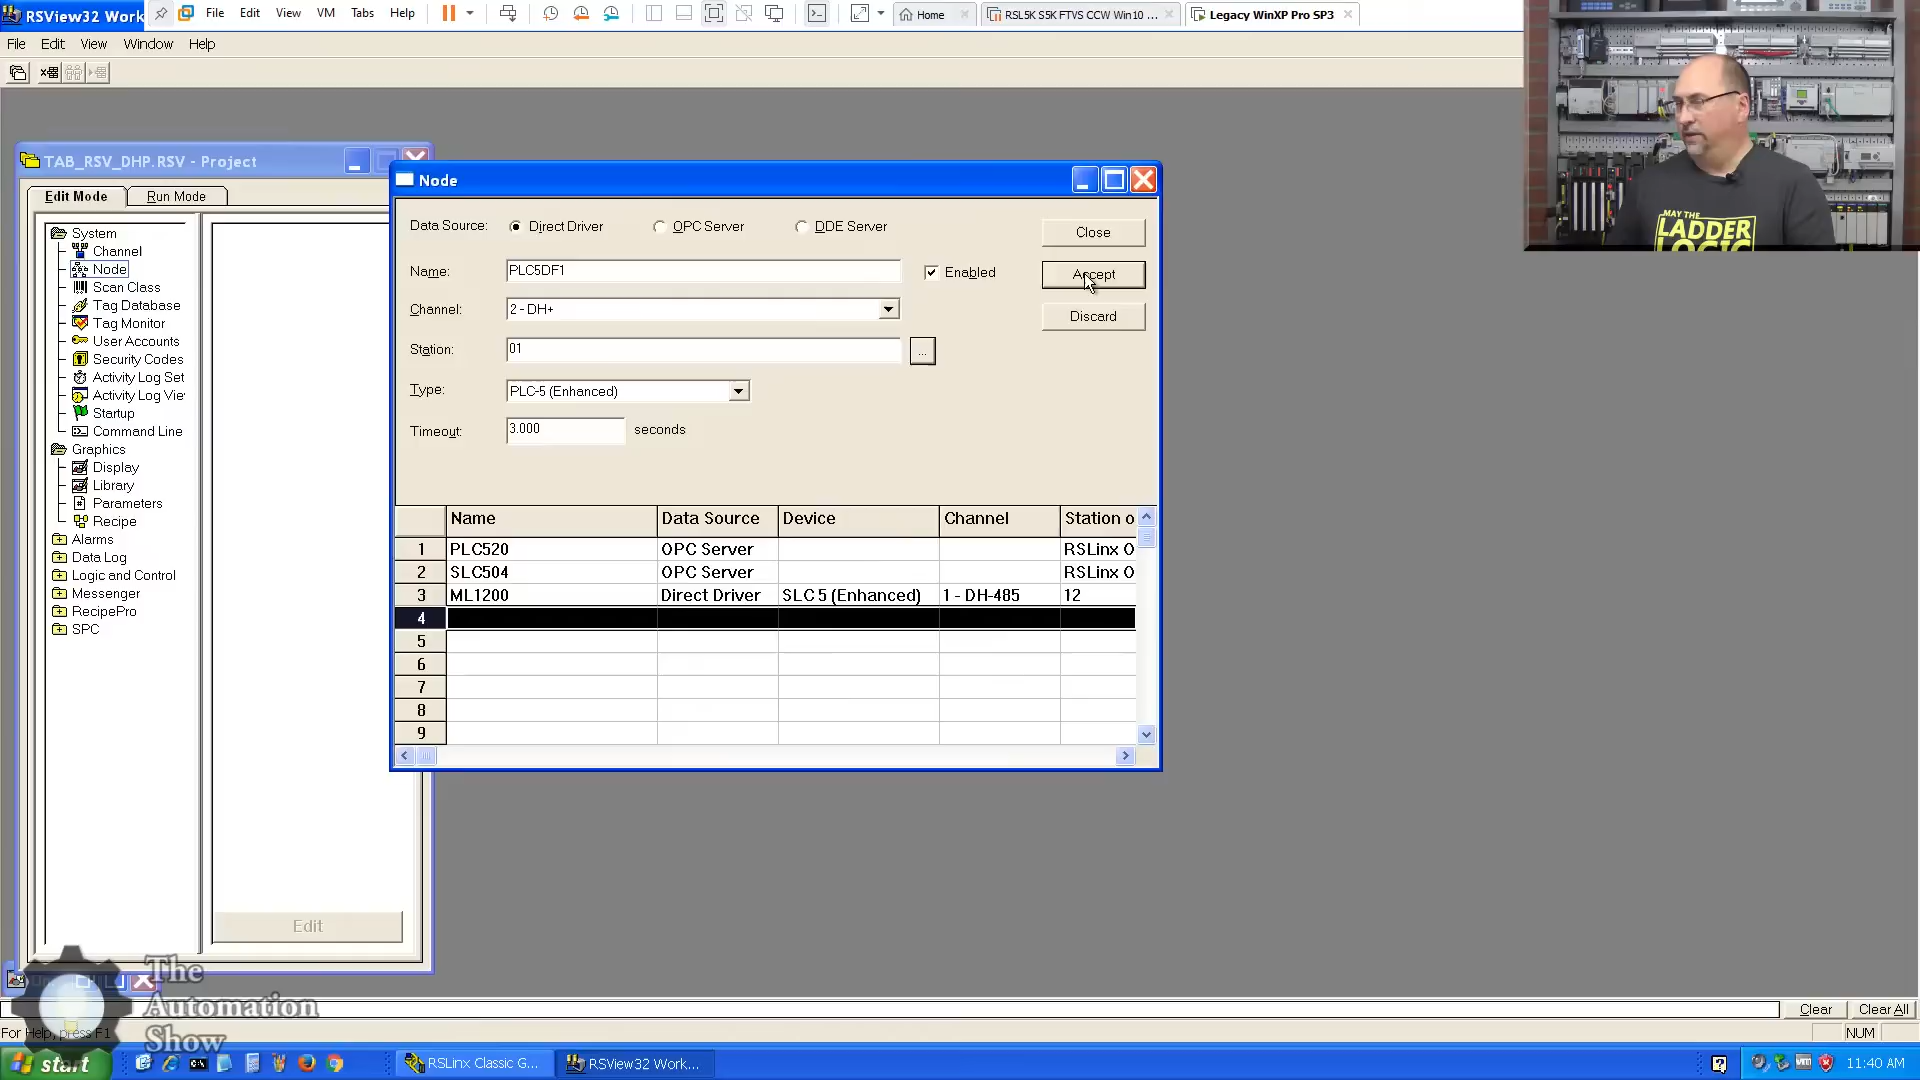 RSView32 Work
File Edit View VM Tabs Help
Home
RSL5K S5K FTVS CCW Win10 ...
Legacy WinXP Pro SP3
File Edit View Window Help
TAB_RSV_DHP.RSV - Project
Edit Mode
Run Mode
System
Channel
Node
Scan Class
Tag Database
Tag Monitor
User Accounts
Security Codes
Activity Log Set
Activity Log Vie
Startup
Command Line
Graphics
Display
Library
Parameters
Recipe
Alarms
Data Log
Logic and Control
Messenger
RecipePro
SPC
Edit
Node
Data Source: Direct Driver OPC Server DDE Server
Close
Name: PLC5DF1 Enabled
Accept
Channel: 2 - DH+
Discard
Station: 01 ...
Type: PLC-5 (Enhanced)
Timeout: 3.000 seconds
Name Data Source Device Channel Station o
1 PLC520 OPC Server RSLinx O
2 SLC504 OPC Server RSLinx O
3 ML1200 Direct Driver SLC 5 (Enhanced) 1 - DH-485 12
4
5
6
7
8
9
MAY THE
LADDER
LOGIC
The
Automation
Show
Clear Clear All
For Help, press F1
NUM
start
RSLinx Classic G...
RSView32 Work...
11:40 AM